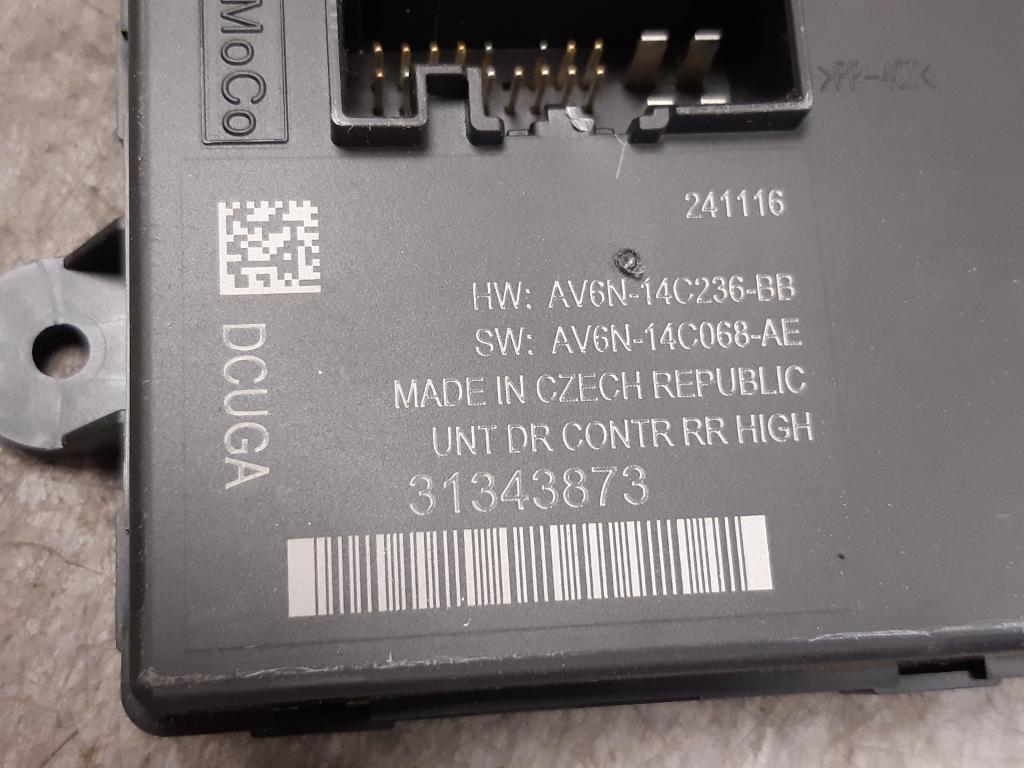 MoCo
241116
HW: AV6N-14C236-BB
SW: AV6N-14C068-AE
MADE IN CZECH REPUBLIC
UNT DR CONTR RR HIGH
31343873
DCUGA